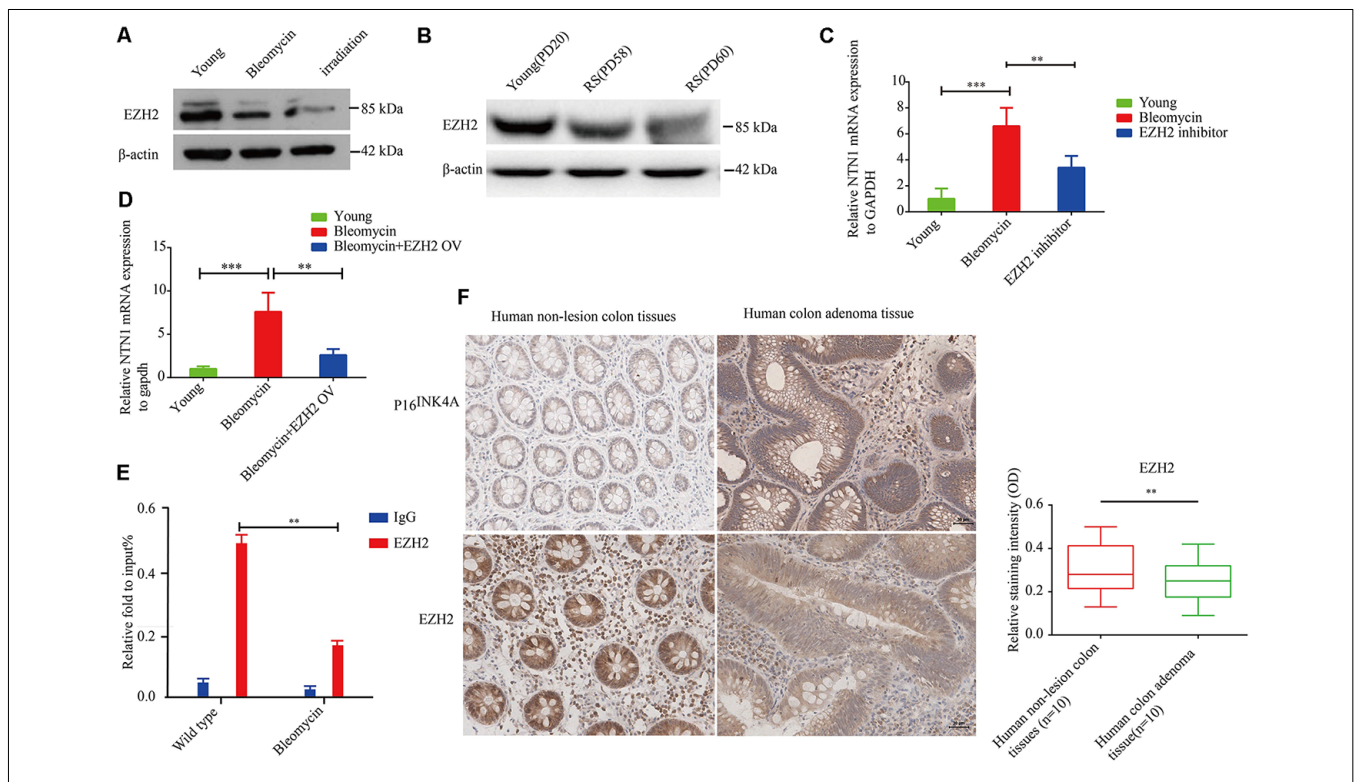 A
Young
Bleomycin
irradiation
EZH2
85 kDa
β-actin
42 kDa
B
Young(PD20)
RS(PD58)
RS(PD60)
EZH2
85 kDa
β-actin
42 kDa
C
Relative NTN1 mRNA expression
to GAPDH
10
8
6
4
2
0
***
**
Young
Bleomycin
EZH2 inhibitor
Young
Bleomycin
EZH2 inhibitor
D
Young
Bleomycin
Bleomycin+EZH2 OV
Relative NTN1 mRNA expression
to gapdh
15
10
5
0
***
**
Young
Bleomycin
Bleomycin+EZH2 OV
E
Relative fold to input%
0.6
0.4
0.2
0.0
**
IgG
EZH2
Wild type
Bleomycin
F
Human non-lesion colon tissues
Human colon adenoma tissue
P16INK4A
EZH2
EZH2
Relative staining intensity (OD)
0.6
0.4
0.2
0.0
**
Human non-lesion colon
tissues (n=10)
Human colon adenoma
tissue(n=10)